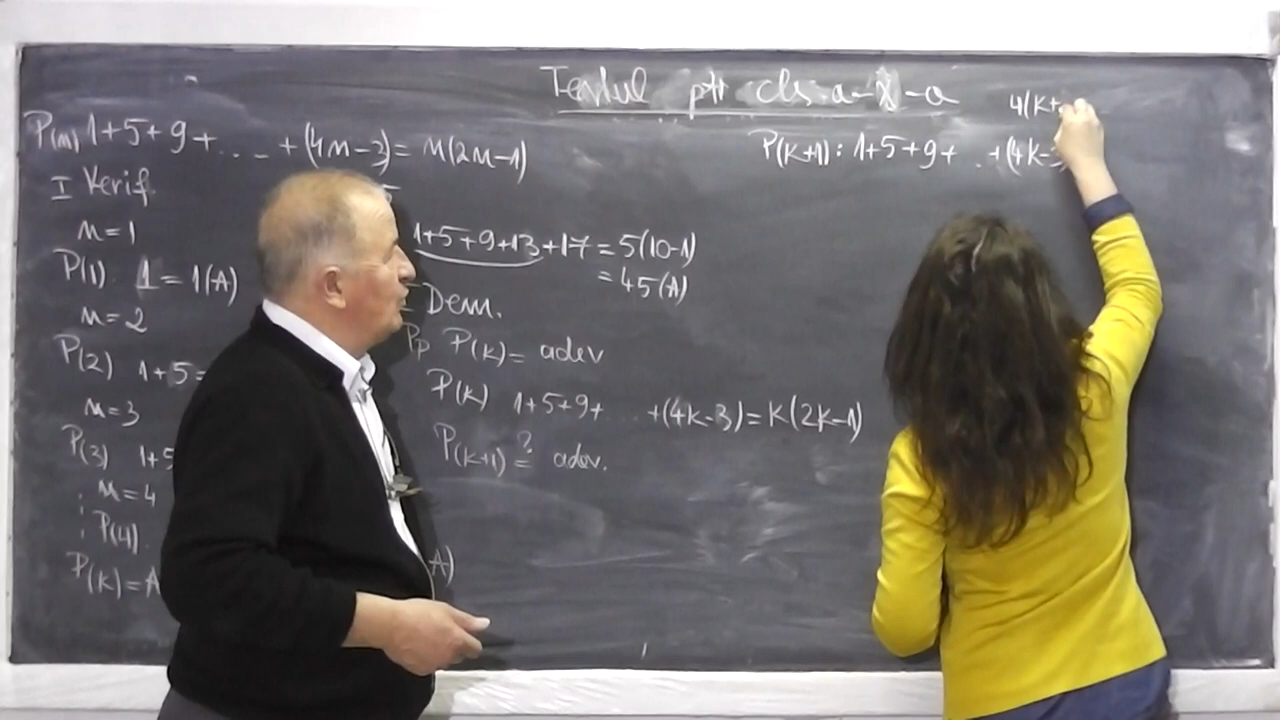 Testul ptr cls. a-X-a
P(n) 1+5+9+.... +(4n-3)= n(2n-1)
I Verif.
n=1
P(1) 1=1(A)
n=2
P(2) 1+5=
n=3
P(3) 1+5
n=4
P(4)
P(k)=A
1+5+9+13+17=5(10-1)
=45(A)
Dem.
Pp P(k)= adev
P(k) 1+5+9+ ... +(4k-3)=k(2k-1)
P(k+1)=? adev.
A)
4(k+
P(k+1): 1+5+9+ ..+(4k-3